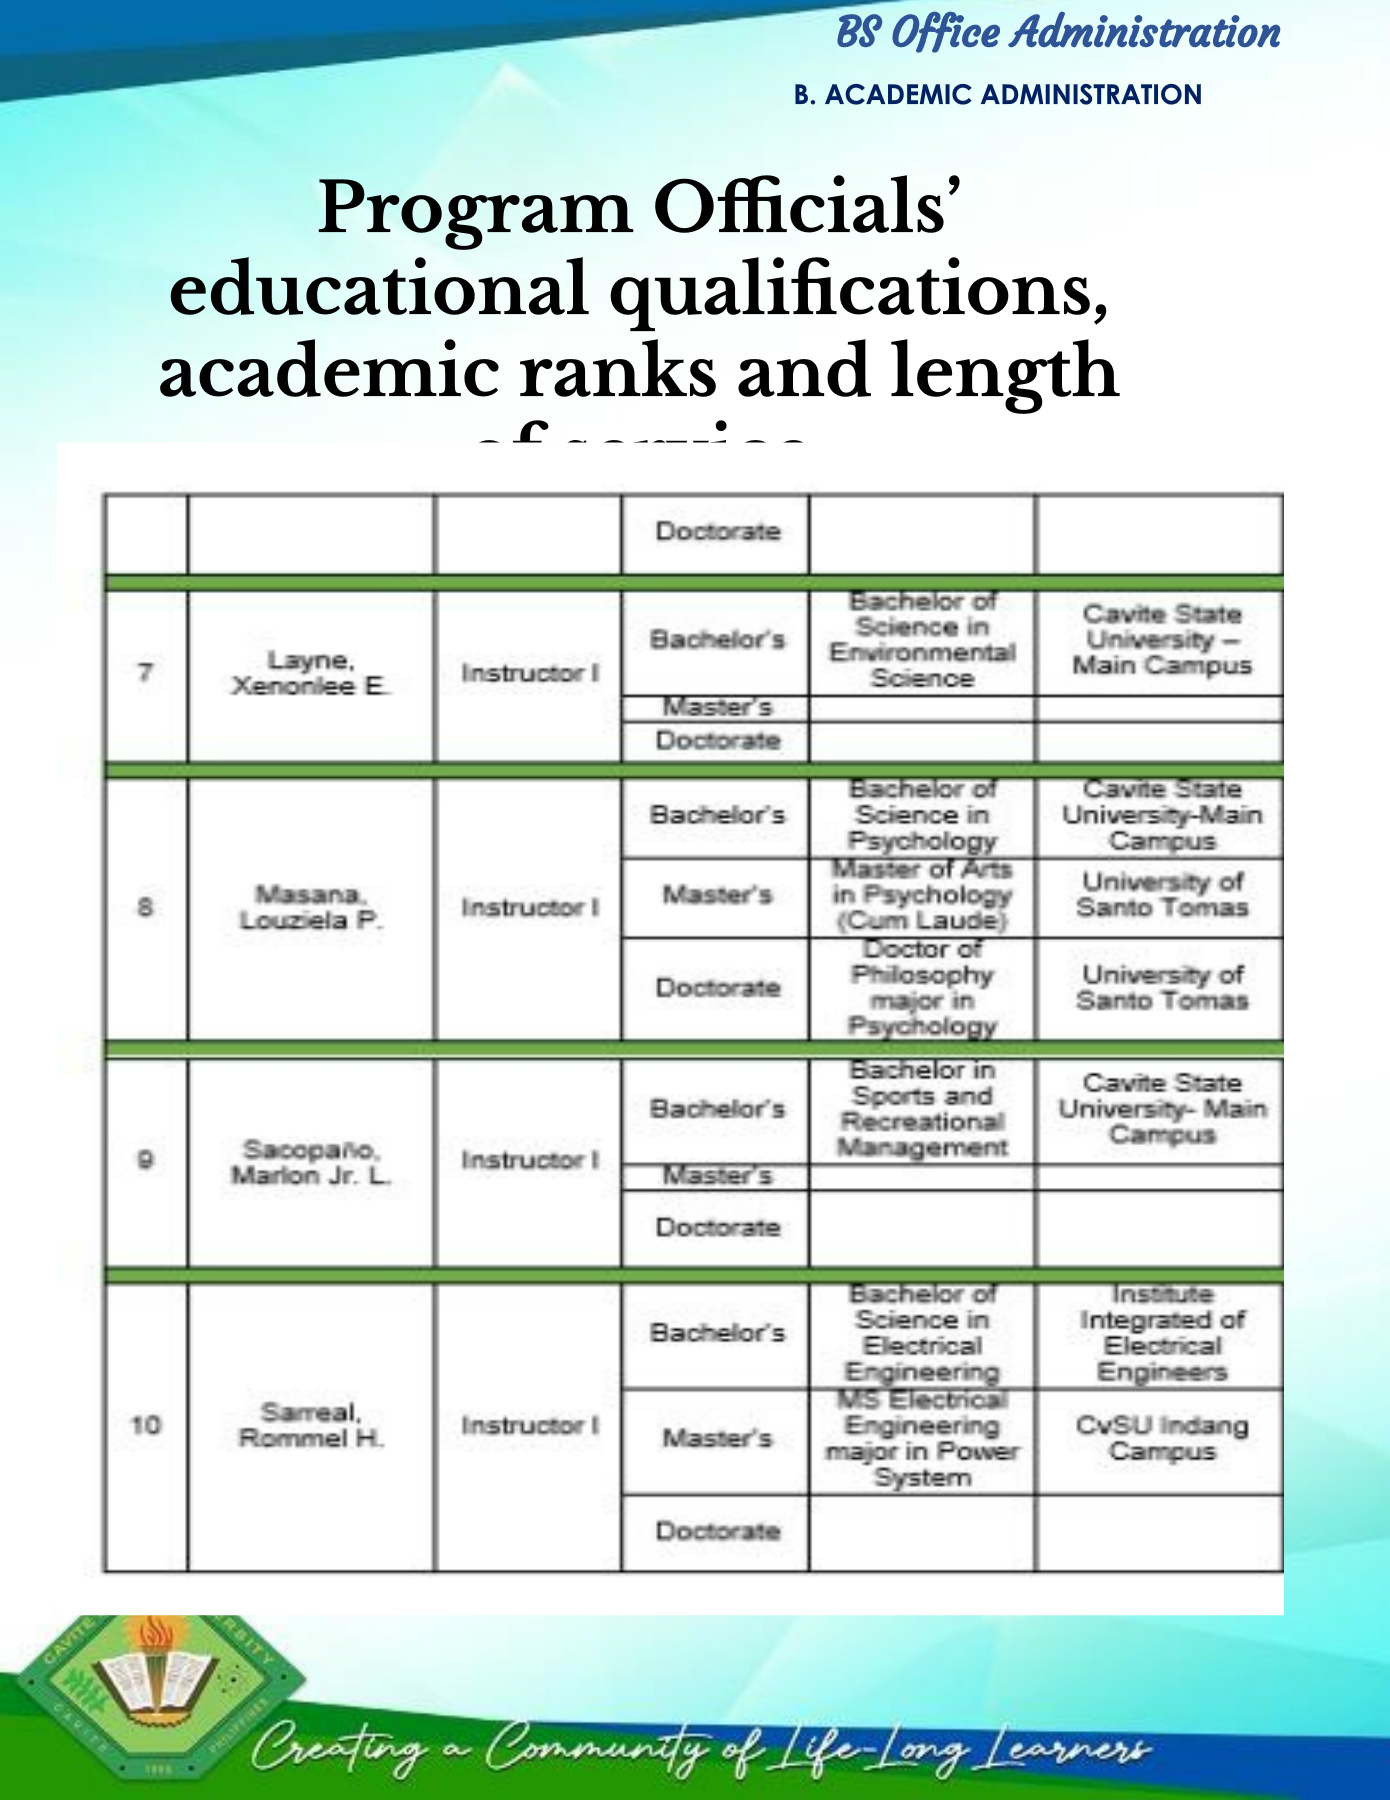 BS Office Administration
B. ACADEMIC ADMINISTRATION
Program Officials’
educational qualifications,
academic ranks and length
of service
Doctorate
7
Layne,
Xenonlee E.
Instructor I
Bachelor's
Bachelor of
Science in
Environmental
Science
Cavite State
University –
Main Campus
Master's
Doctorate
8
Masana,
Louziela P.
Instructor I
Bachelor's
Bachelor of
Science in
Psychology
Cavite State
University-Main
Campus
Master's
Master of Arts
in Psychology
(Cum Laude)
University of
Santo Tomas
Doctorate
Doctor of
Philosophy
major in
Psychology
University of
Santo Tomas
9
Sacopaño,
Marlon Jr. L.
Instructor I
Bachelor's
Bachelor in
Sports and
Recreational
Management
Cavite State
University- Main
Campus
Master's
Doctorate
10
Sarreal,
Rommel H.
Instructor I
Bachelor's
Bachelor of
Science in
Electrical
Engineering
Institute
Integrated of
Electrical
Engineers
Master's
MS Electrical
Engineering
major in Power
System
CvSU Indang
Campus
Doctorate
CAVITE
CAVITE
PHILIPPINES
Creating a Community of Life-Long Learners